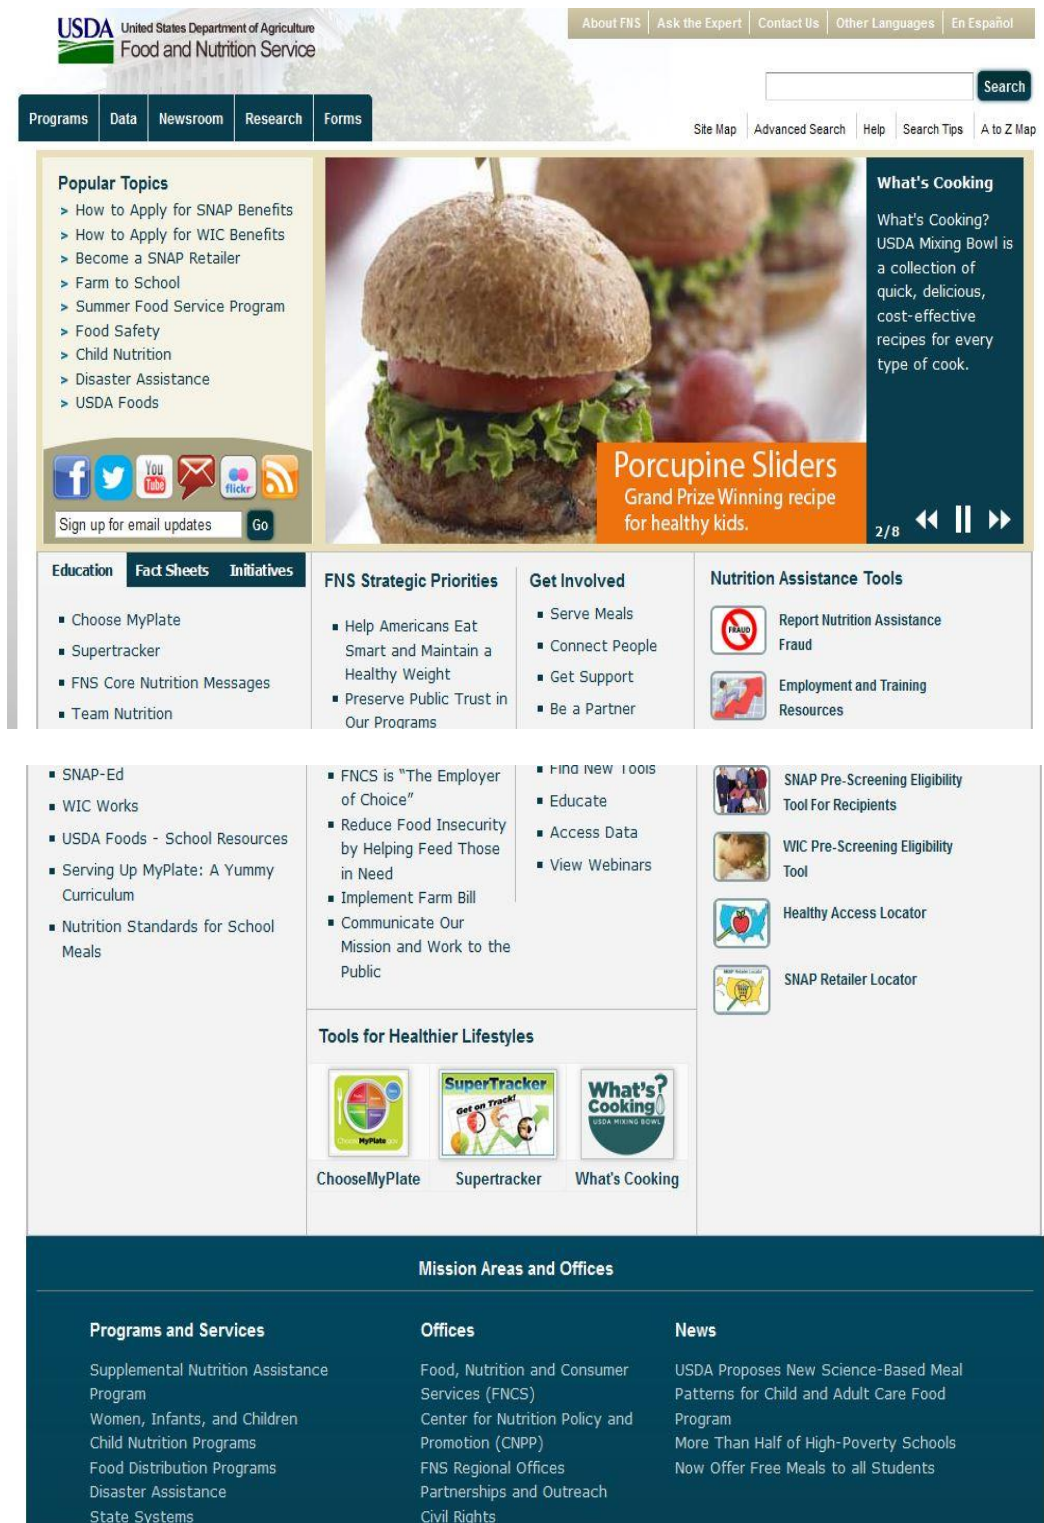 USDA United States Department of Agriculture
Food and Nutrition Service
About FNS Ask the Expert Contact Us Other Languages En Español
Search
Programs Data Newsroom Research Forms
Site Map Advanced Search Help Search Tips A to Z Map
Popular Topics
> How to Apply for SNAP Benefits
> How to Apply for WIC Benefits
> Become a SNAP Retailer
> Farm to School
> Summer Food Service Program
> Food Safety
> Child Nutrition
> Disaster Assistance
> USDA Foods
You
Tube
flickr
Sign up for email updates Go
Porcupine Sliders
Grand Prize Winning recipe
for healthy kids.
What's Cooking
What's Cooking?
USDA Mixing Bowl is
a collection of
quick, delicious,
cost-effective
recipes for every
type of cook.
2/8
Education Fact Sheets Initiatives
▪ Choose MyPlate
▪ Supertracker
▪ FNS Core Nutrition Messages
▪ Team Nutrition
▪ SNAP-Ed
▪ WIC Works
▪ USDA Foods - School Resources
▪ Serving Up MyPlate: A Yummy
Curriculum
▪ Nutrition Standards for School
Meals
FNS Strategic Priorities
▪ Help Americans Eat
Smart and Maintain a
Healthy Weight
▪ Preserve Public Trust in
Our Programs
▪ FNCS is “The Employer
of Choice”
▪ Reduce Food Insecurity
by Helping Feed Those
in Need
▪ Implement Farm Bill
▪ Communicate Our
Mission and Work to the
Public
Get Involved
▪ Serve Meals
▪ Connect People
▪ Get Support
▪ Be a Partner
▪ Find New Tools
▪ Educate
▪ Access Data
▪ View Webinars
Nutrition Assistance Tools
FRAUD
Report Nutrition Assistance
Fraud
Employment and Training
Resources
SNAP Pre-Screening Eligibility
Tool For Recipients
WIC Pre-Screening Eligibility
Tool
Healthy Access Locator
SNAP Retailer Locator
Tools for Healthier Lifestyles
ChooseMyPlate.gov
SuperTracker
Get on Track!
What's?
Cooking
USDA MIXING BOWL
ChooseMyPlate Supertracker What's Cooking
Mission Areas and Offices
Programs and Services
Supplemental Nutrition Assistance
Program
Women, Infants, and Children
Child Nutrition Programs
Food Distribution Programs
Disaster Assistance
State Systems
Offices
Food, Nutrition and Consumer
Services (FNCS)
Center for Nutrition Policy and
Promotion (CNPP)
FNS Regional Offices
Partnerships and Outreach
Civil Rights
News
USDA Proposes New Science-Based Meal
Patterns for Child and Adult Care Food
Program
More Than Half of High-Poverty Schools
Now Offer Free Meals to all Students